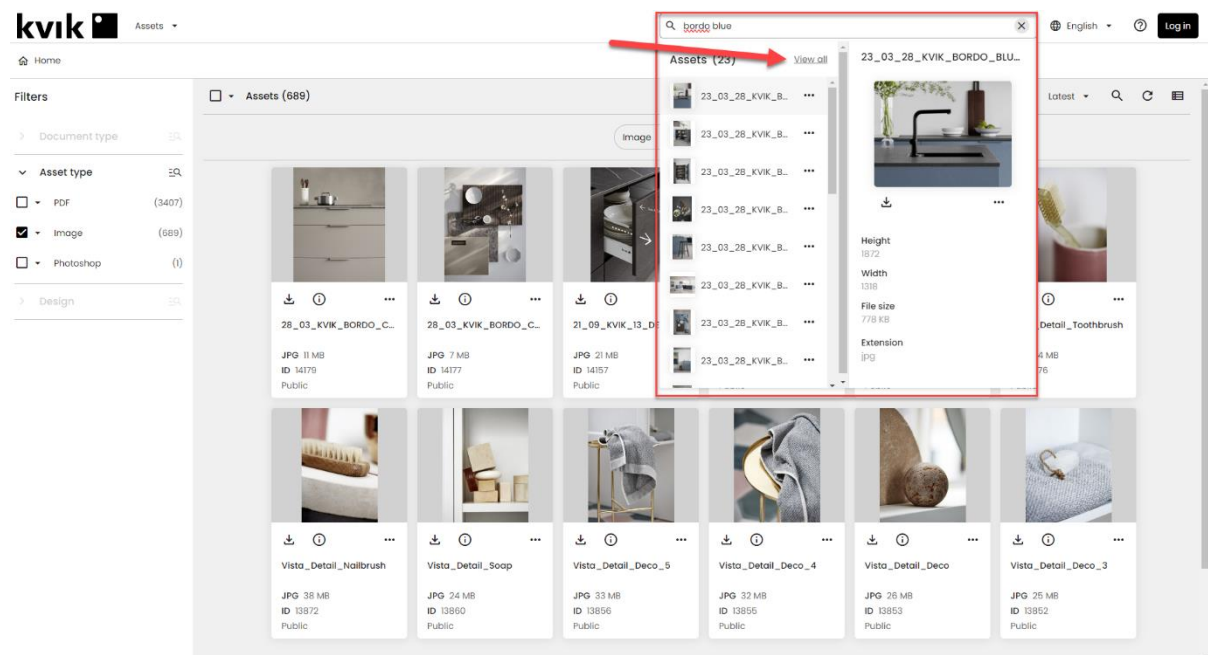 kvik
Assets
bordo blue
English
Log in
Home
Filters
Document type
Asset type
PDF (3407)
Image (689)
Photoshop (1)
Design
Assets (689)
Latest
Image
Assets (23) View all
23_03_28_KVIK_B...
23_03_28_KVIK_B...
23_03_28_KVIK_B...
23_03_28_KVIK_B...
23_03_28_KVIK_B...
23_03_28_KVIK_B...
23_03_28_KVIK_B...
23_03_28_KVIK_B...
23_03_28_KVIK_BORDO_BLU...
Height
1872
Width
1318
File size
778 KB
Extension
jpg
28_03_KVIK_BORDO_C...
JPG 11 MB
ID 14179
Public
28_03_KVIK_BORDO_C...
JPG 7 MB
ID 14177
Public
21_09_KVIK_13_D
JPG 21 MB
ID 14157
Public
Detail_Toothbrush
4 MB
76
Vista_Detail_Nailbrush
JPG 38 MB
ID 13872
Public
Vista_Detail_Soap
JPG 24 MB
ID 13860
Public
Vista_Detail_Deco_5
JPG 33 MB
ID 13856
Public
Vista_Detail_Deco_4
JPG 32 MB
ID 13855
Public
Vista_Detail_Deco
JPG 26 MB
ID 13853
Public
Vista_Detail_Deco_3
JPG 25 MB
ID 13852
Public